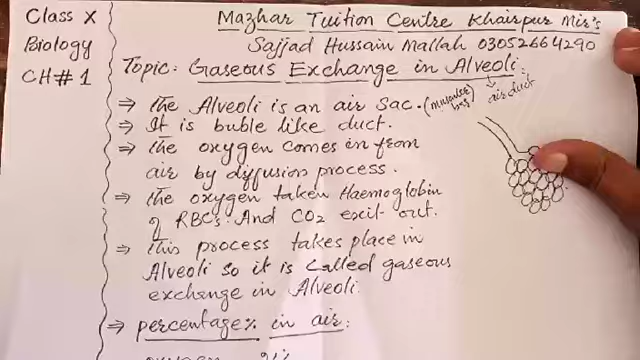 Class X
Biology
CH#1
Mazhar Tuition Centre Khairpur Mir's
Sajjad Hussain Mallah 03052664290
Topic: Gaseous Exchange in Alveoli.
air duct
⇒ The Alveoli is an air Sac.
⇒ It is buble like duct.
⇒ The oxygen comes in from
air by diffusion process.
⇒ The oxygen taken Haemoglobin
of RBC's. And CO2 exit out.
⇒ This process takes place in
Alveoli so it is called gaseous
exchange in Alveoli.
⇒ percentage% in air:
oxygen